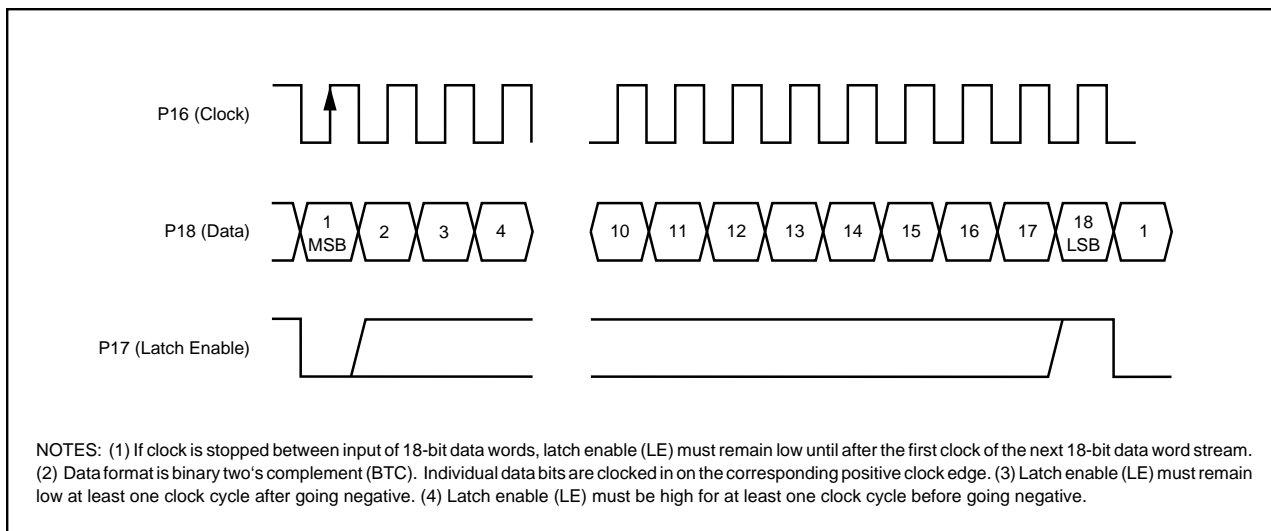 P16 (Clock)
P18 (Data)
1
MSB
2
3
4
10
11
12
13
14
15
16
17
18
LSB
1
P17 (Latch Enable)
NOTES: (1) If clock is stopped between input of 18-bit data words, latch enable (LE) must remain low until after the first clock of the next 18-bit data word stream.
(2) Data format is binary two‘s complement (BTC). Individual data bits are clocked in on the corresponding positive clock edge. (3) Latch enable (LE) must remain
low at least one clock cycle after going negative. (4) Latch enable (LE) must be high for at least one clock cycle before going negative.